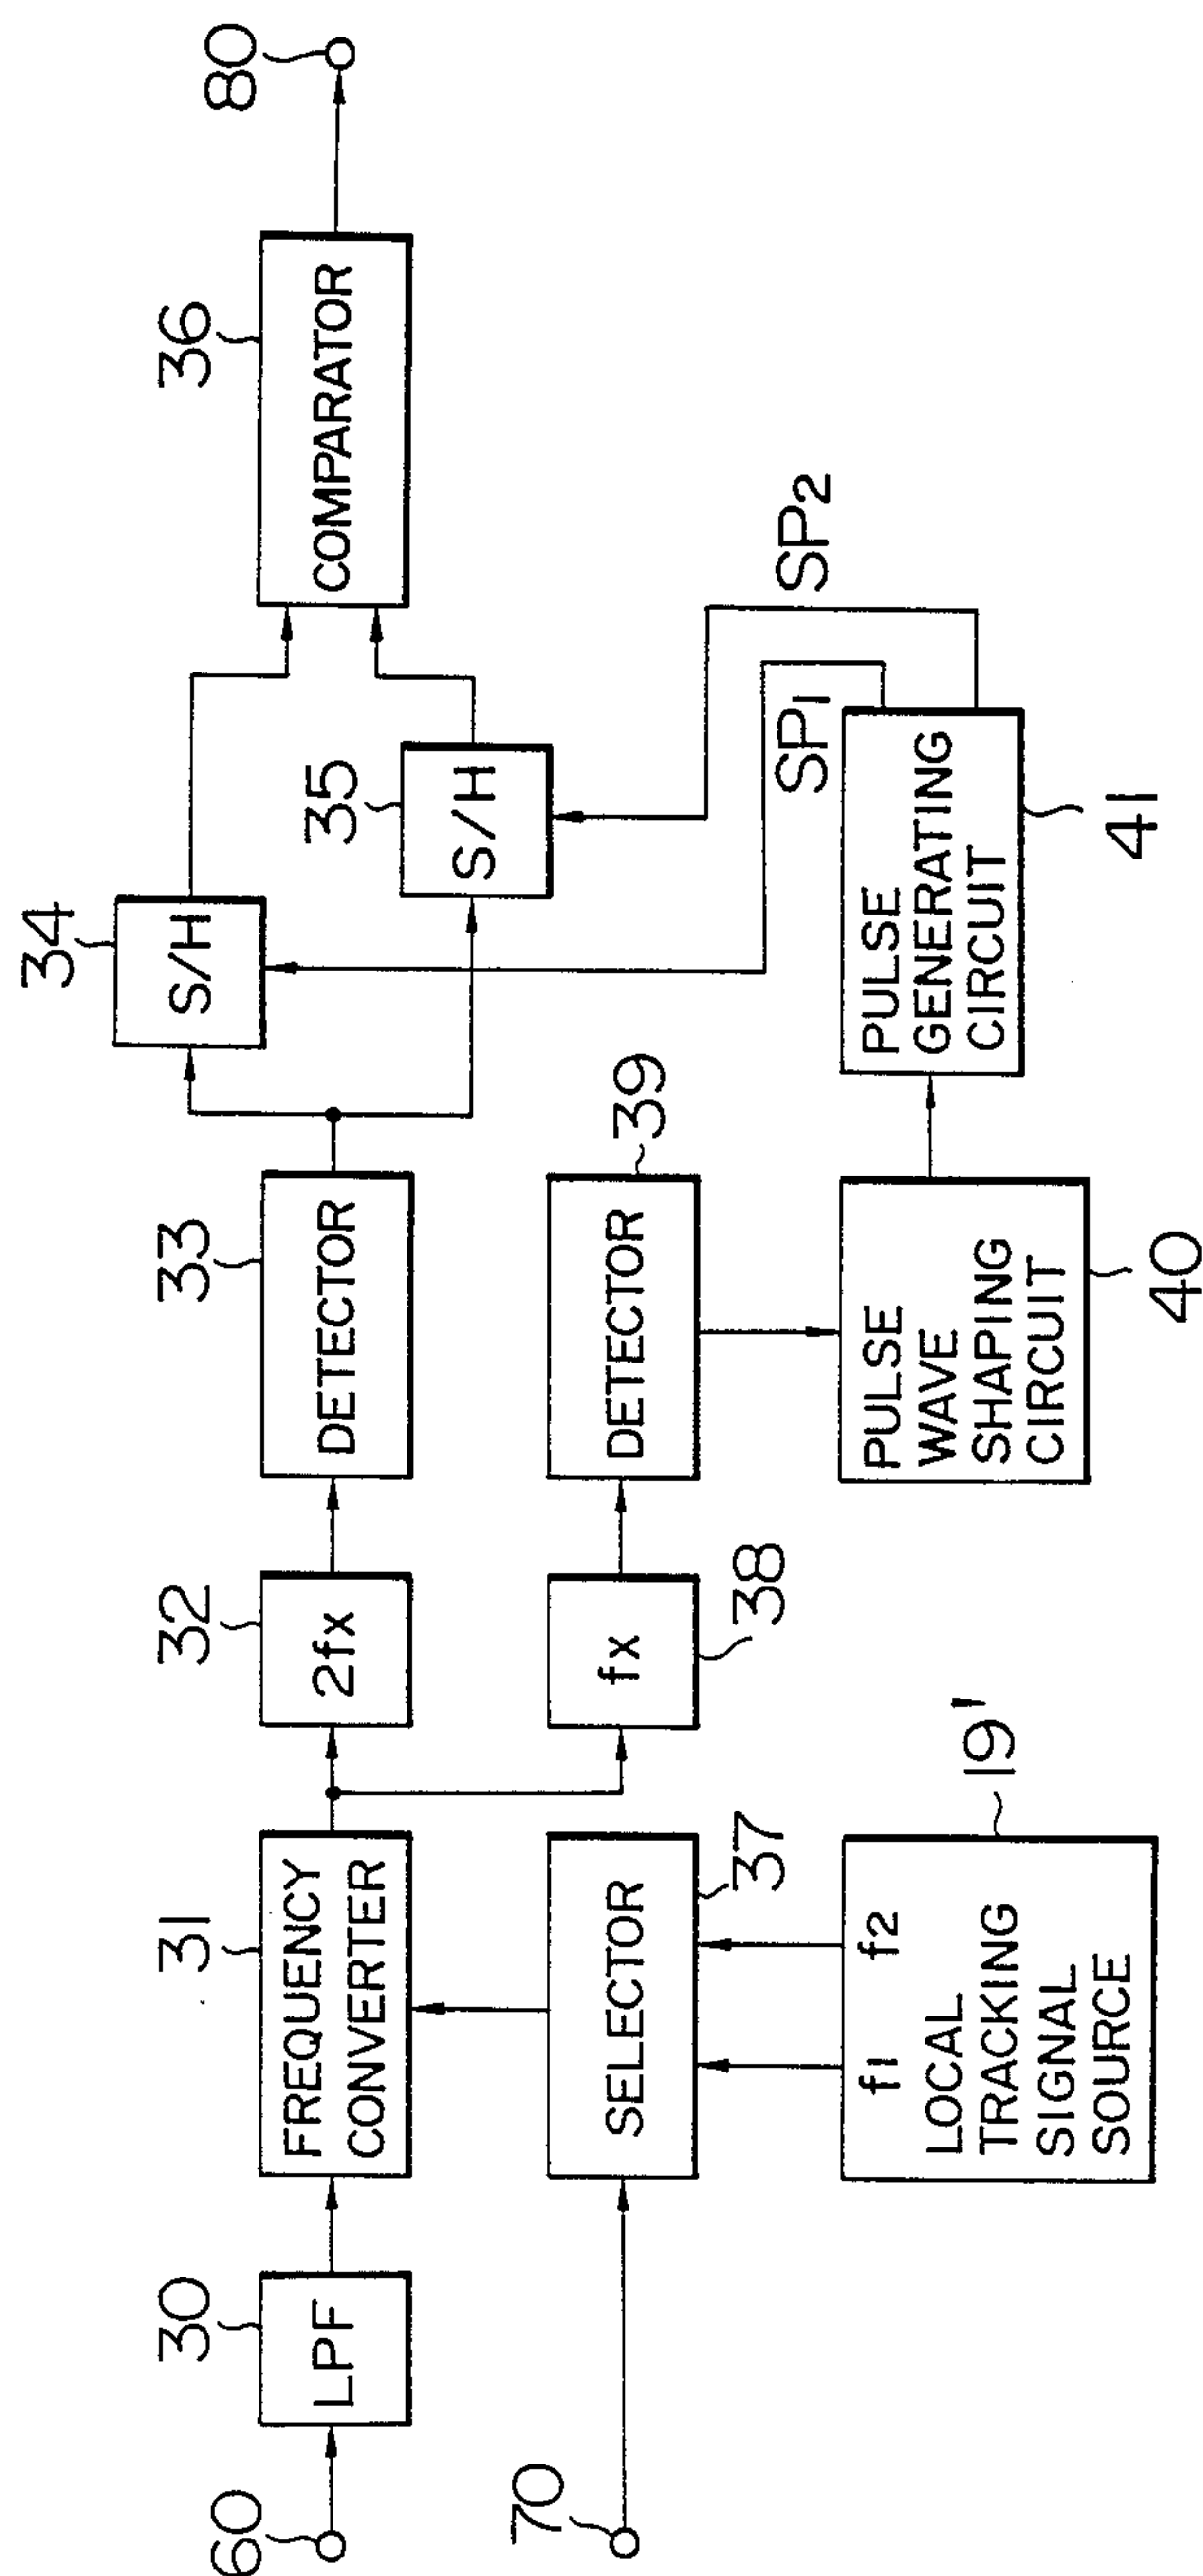 60
30
LPF
31
FREQUENCY
CONVERTER
32
2fx
33
DETECTOR
34
S/H
35
S/H
36
COMPARATOR
80
70
SELECTOR
37
fx
38
39
DETECTOR
SP1
SP2
f1 f2
LOCAL
TRACKING
SIGNAL
SOURCE
19'
PULSE
WAVE
SHAPING
CIRCUIT
40
PULSE
GENERATING
CIRCUIT
41